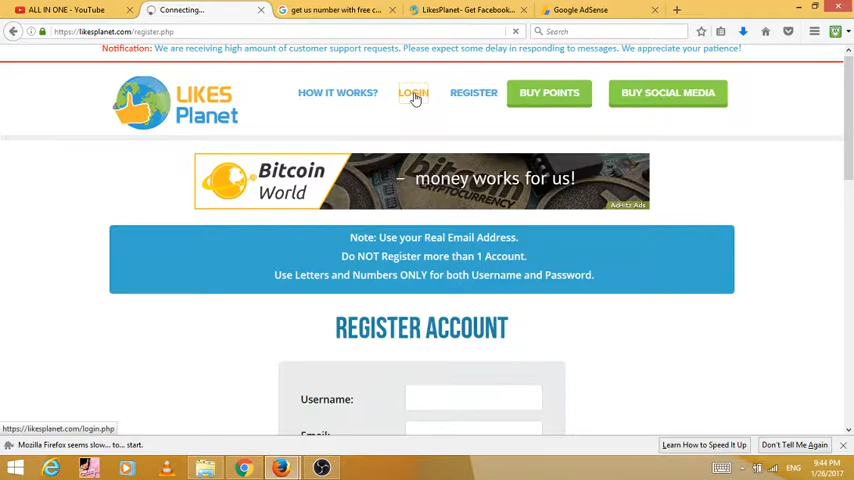 ALL IN ONE - YouTube
Connecting...
get us number with free c...
LikesPlanet- Get Facebook...
Google AdSense
https://likesplanet.com/register.php
Search
Notification: We are receiving high amount of customer support requests. Please expect some delay in responding to messages. We appreciate your patience!
LIKES
Planet
HOW IT WORKS?
LOGIN
REGISTER
BUY POINTS
BUY SOCIAL MEDIA
Bitcoin
World
– money works for us!
AdHitz Ads
Note: Use your Real Email Address.
Do NOT Register more than 1 Account.
Use Letters and Numbers ONLY for both Username and Password.
REGISTER ACCOUNT
Username:
Email:
https://likesplanet.com/login.php
Mozilla Firefox seems slow... to... start.
Learn How to Speed It Up
Don't Tell Me Again
ENG
9:44 PM
1/26/2017